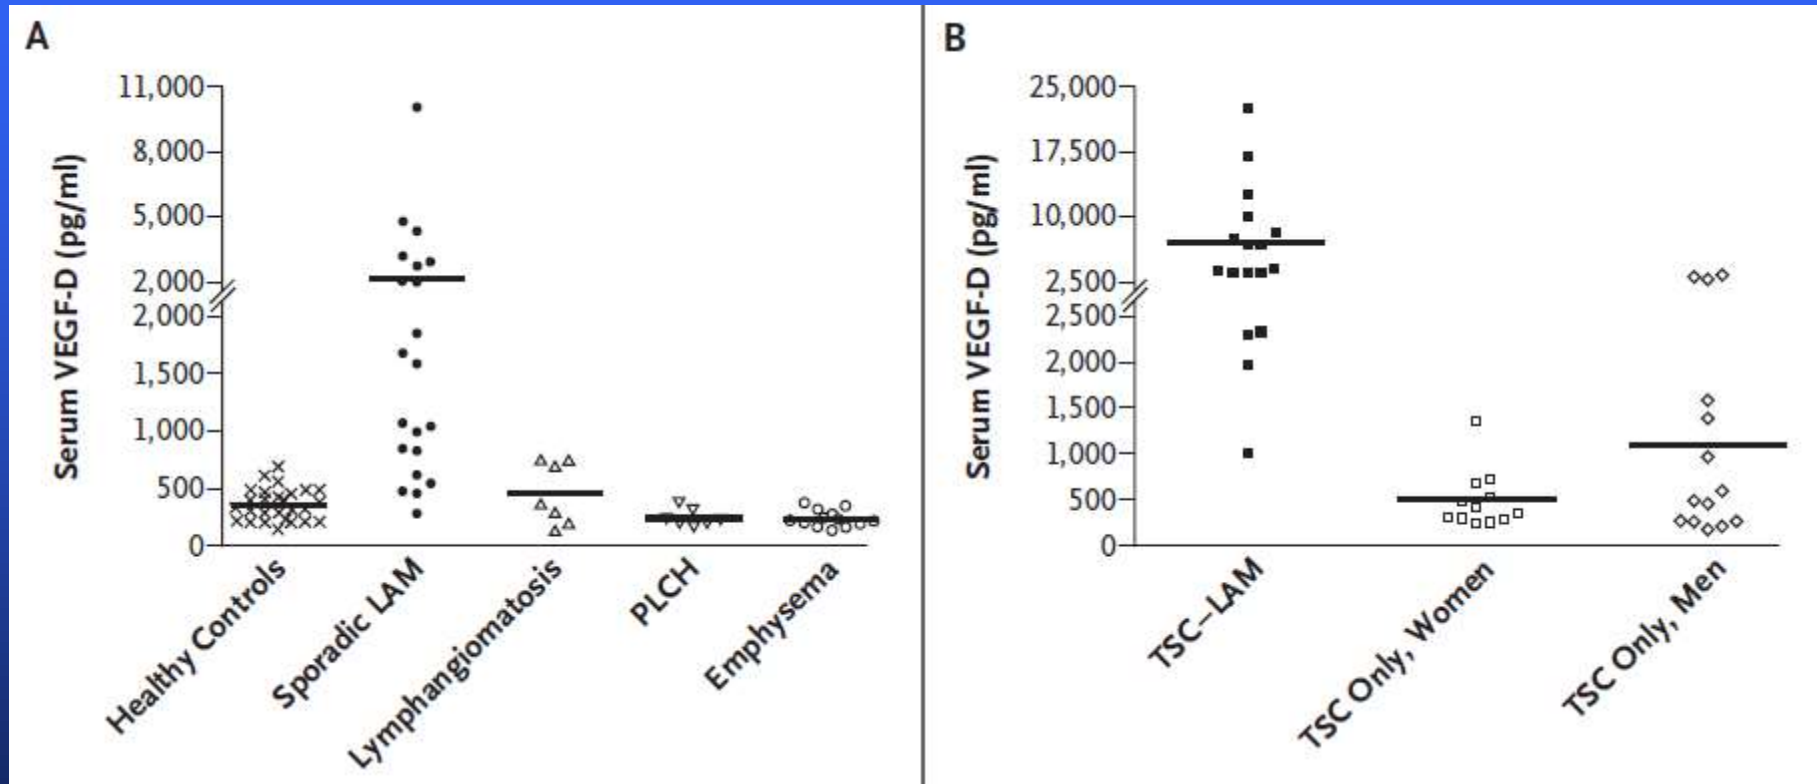 A
Serum VEGF-D (pg/ml)
11,000
8,000
5,000
2,000
2,000
1,500
1,000
500
0
Healthy Controls
Sporadic LAM
Lymphangiomatosis
PLCH
Emphysema
B
Serum VEGF-D (pg/ml)
25,000
17,500
10,000
2,500
2,500
2,000
1,500
1,000
500
0
TSC–LAM
TSC Only, Women
TSC Only, Men